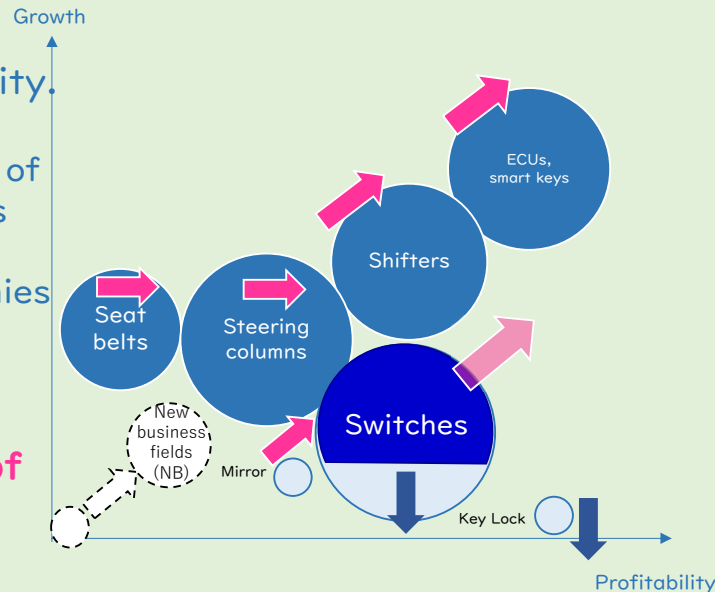 Growth
ity.
of
s
nies
of
ECUs,
smart keys
Shifters
Seat
belts
Steering
columns
Switches
New
business
fields
(NB)
Mirror
Key Lock
Profitability